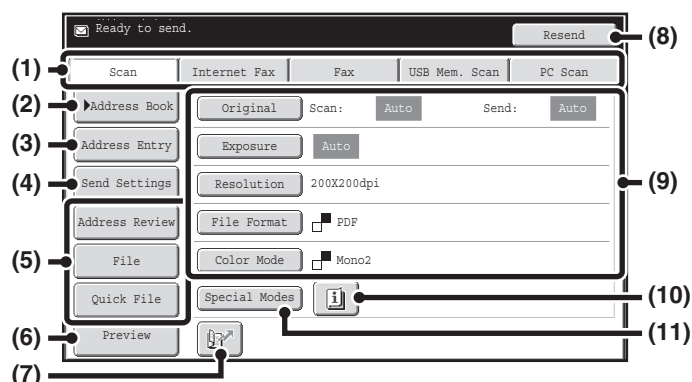 Ready to send.
Resend
(8)
(1)
Scan
Internet Fax
Fax
USB Mem. Scan
PC Scan
(2)
Address Book
Original
Scan:
Auto
Send:
Auto
(3)
Address Entry
Exposure
Auto
(4)
Send Settings
Resolution
200X200dpi
(9)
Address Review
File Format
PDF
(5)
File
Color Mode
Mono2
Quick File
Special Modes
(10)
(11)
(6)
Preview
(7)